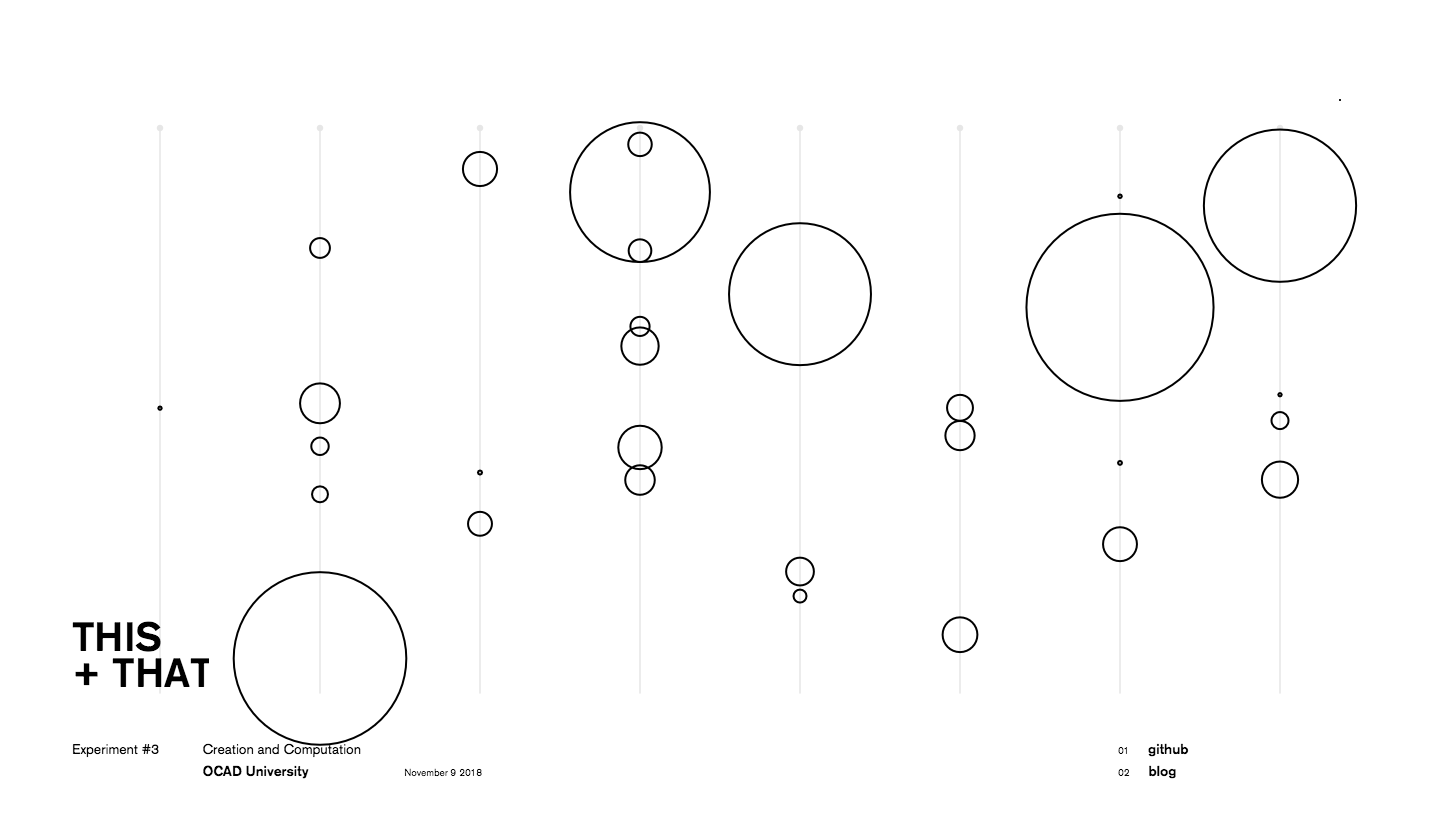 THIS
+ THAT
Experiment #3 Creation and Computation
OCAD University November 9 2018
01 github
02 blog